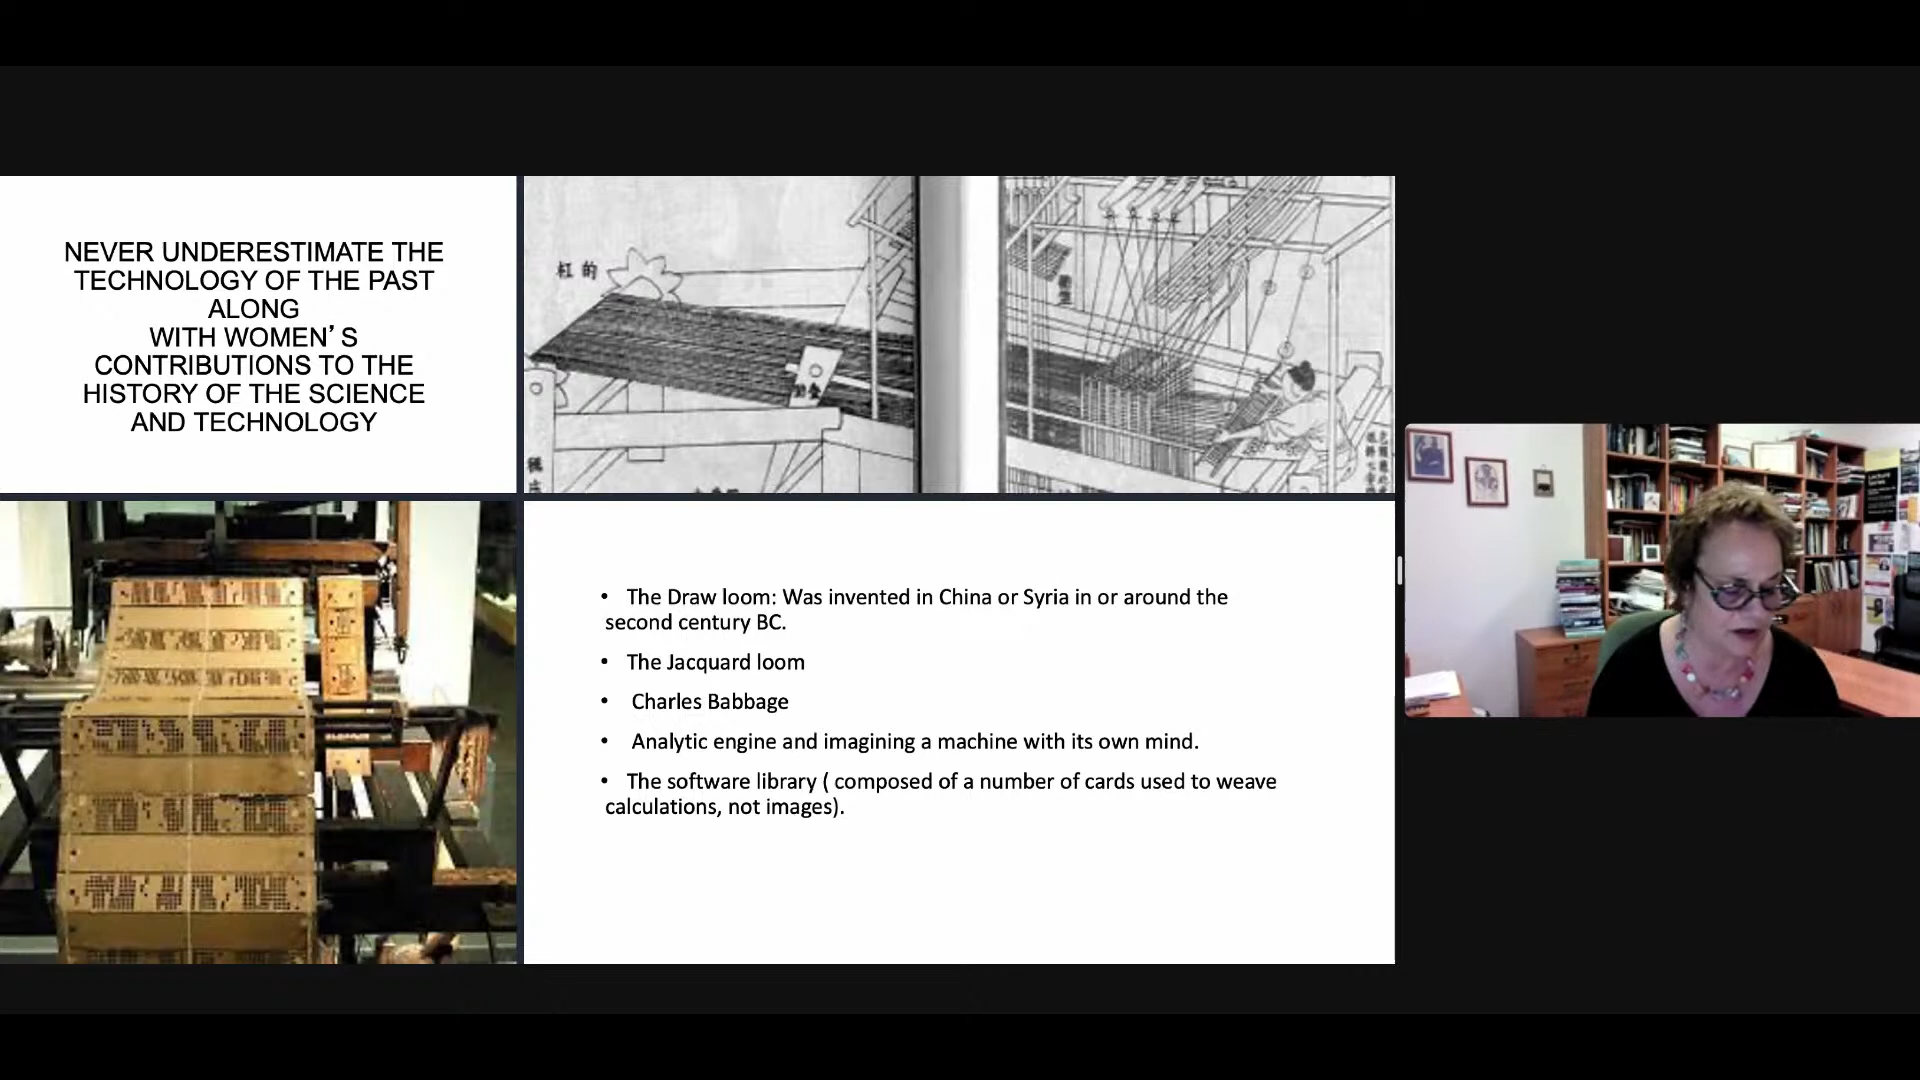 NEVER UNDERESTIMATE THE
TECHNOLOGY OF THE PAST
ALONG
WITH WOMEN’S
CONTRIBUTIONS TO THE
HISTORY OF THE SCIENCE
AND TECHNOLOGY
杠 的
• The Draw loom: Was invented in China or Syria in or around the
second century BC.
• The Jacquard loom
• Charles Babbage
• Analytic engine and imagining a machine with its own mind.
• The software library ( composed of a number of cards used to weave
calculations, not images).